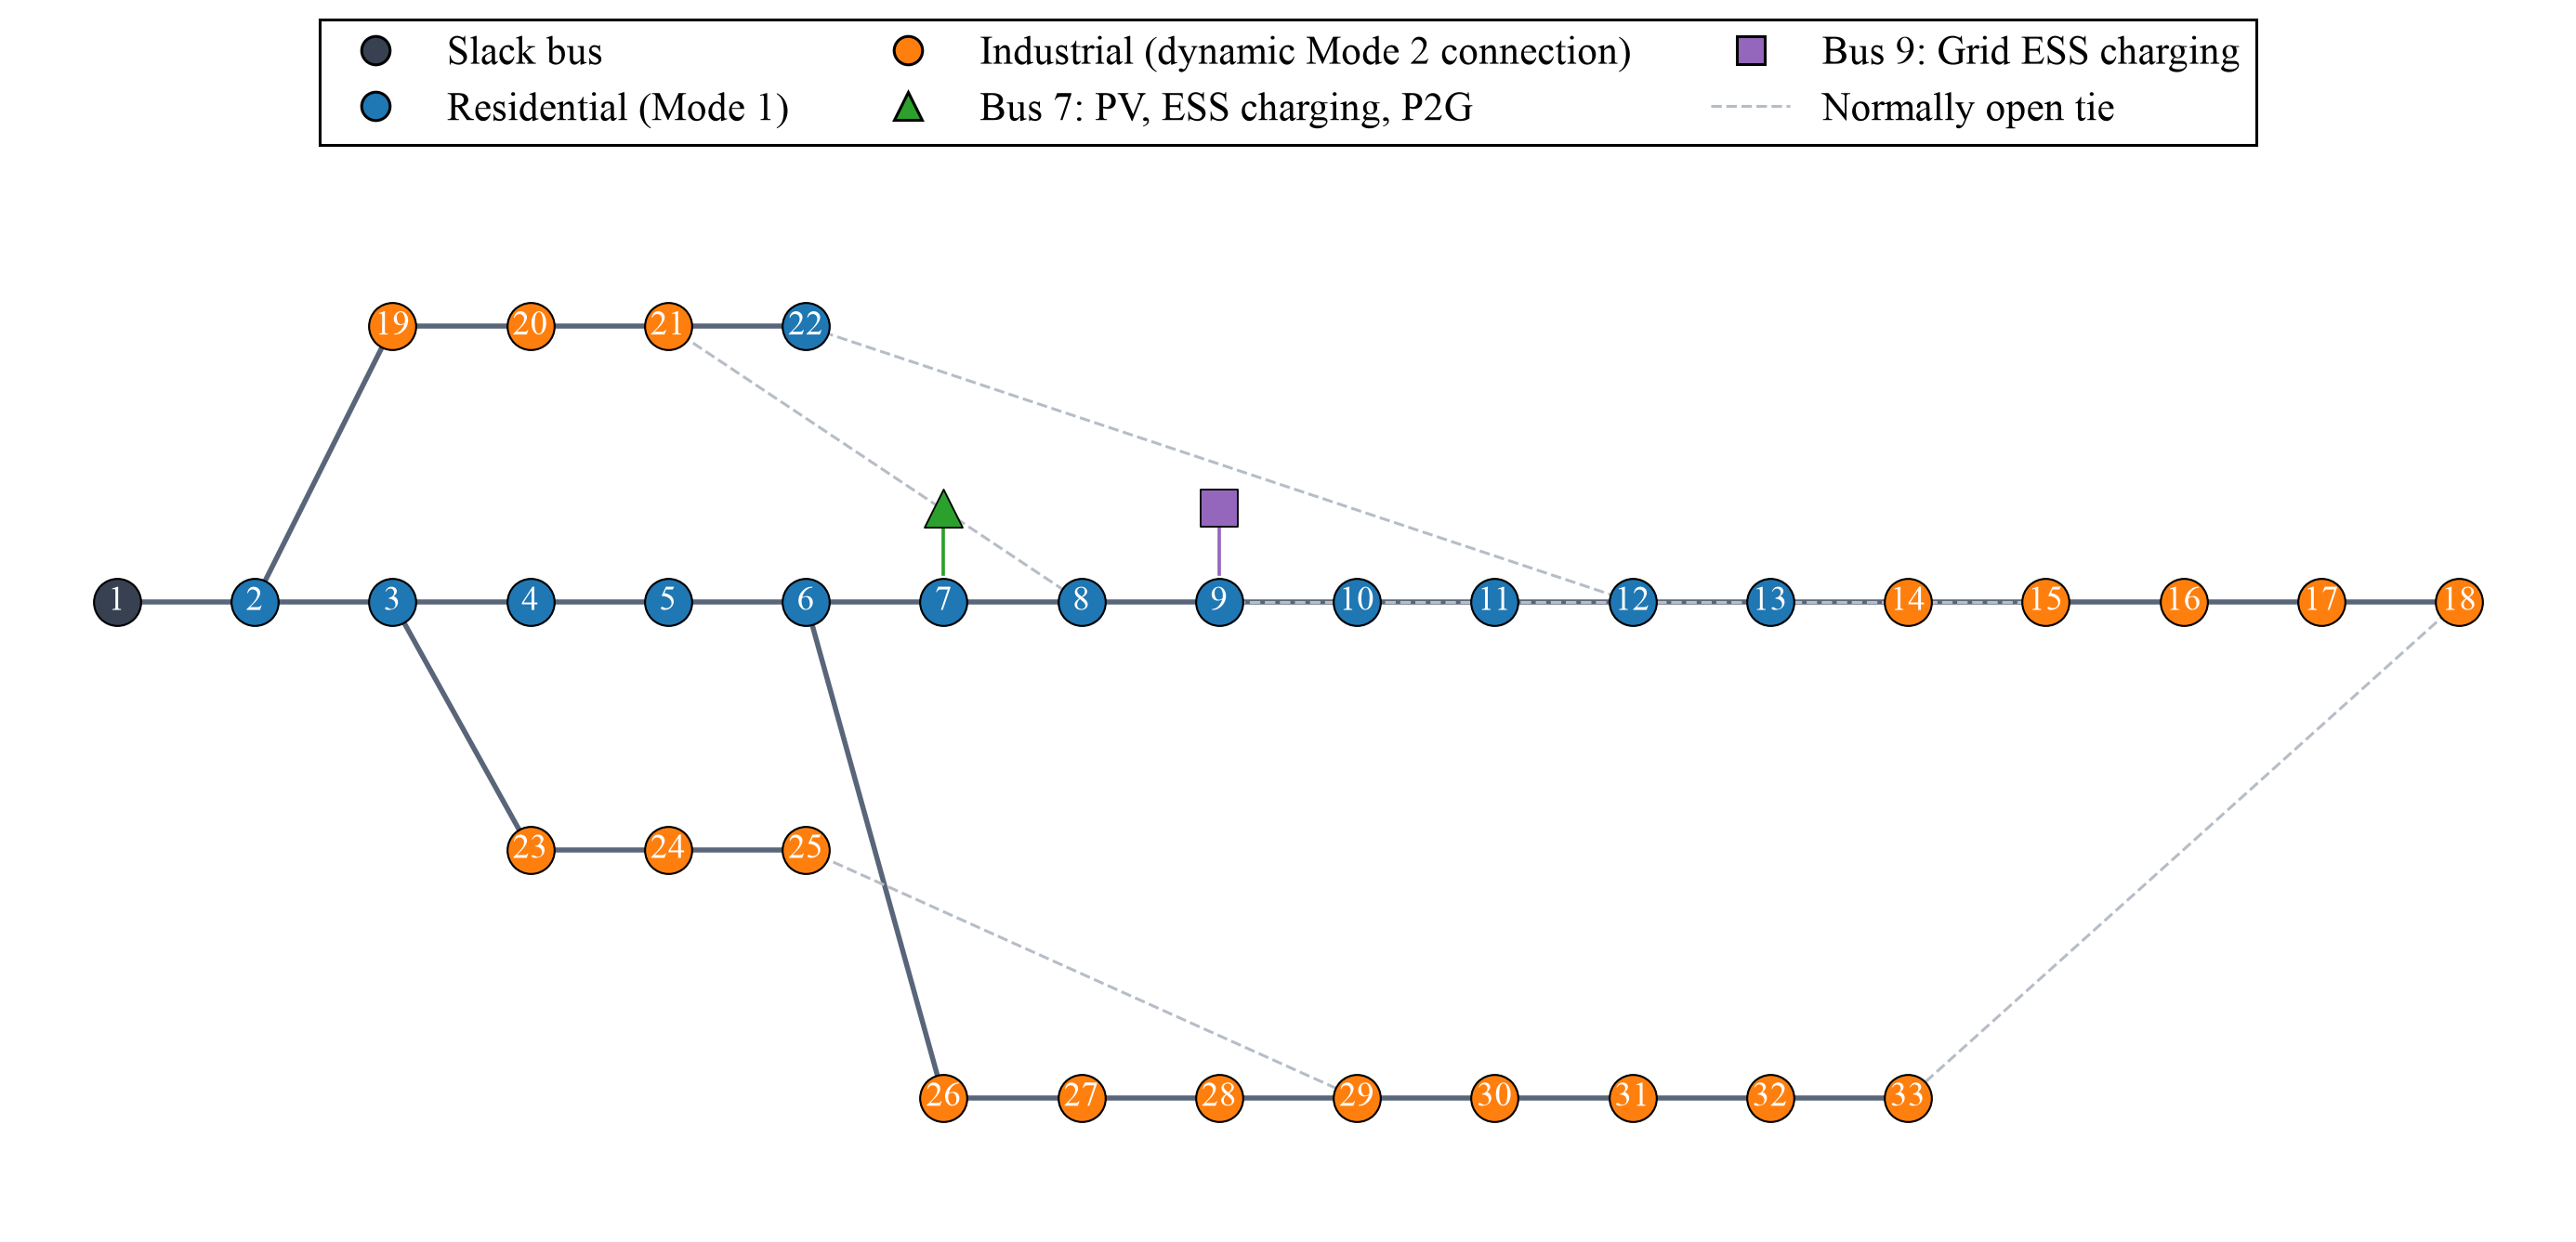 Slack bus
Industrial (dynamic Mode 2 connection)
Bus 9: Grid ESS charging
Residential (Mode 1)
Bus 7: PV, ESS charging, P2G
Normally open tie
19 20 21 22
1 2 3 4 5 6 7 8 9 10 11 12 13 14 15 16 17 18
23 24 25
26 27 28 29 30 31 32 33